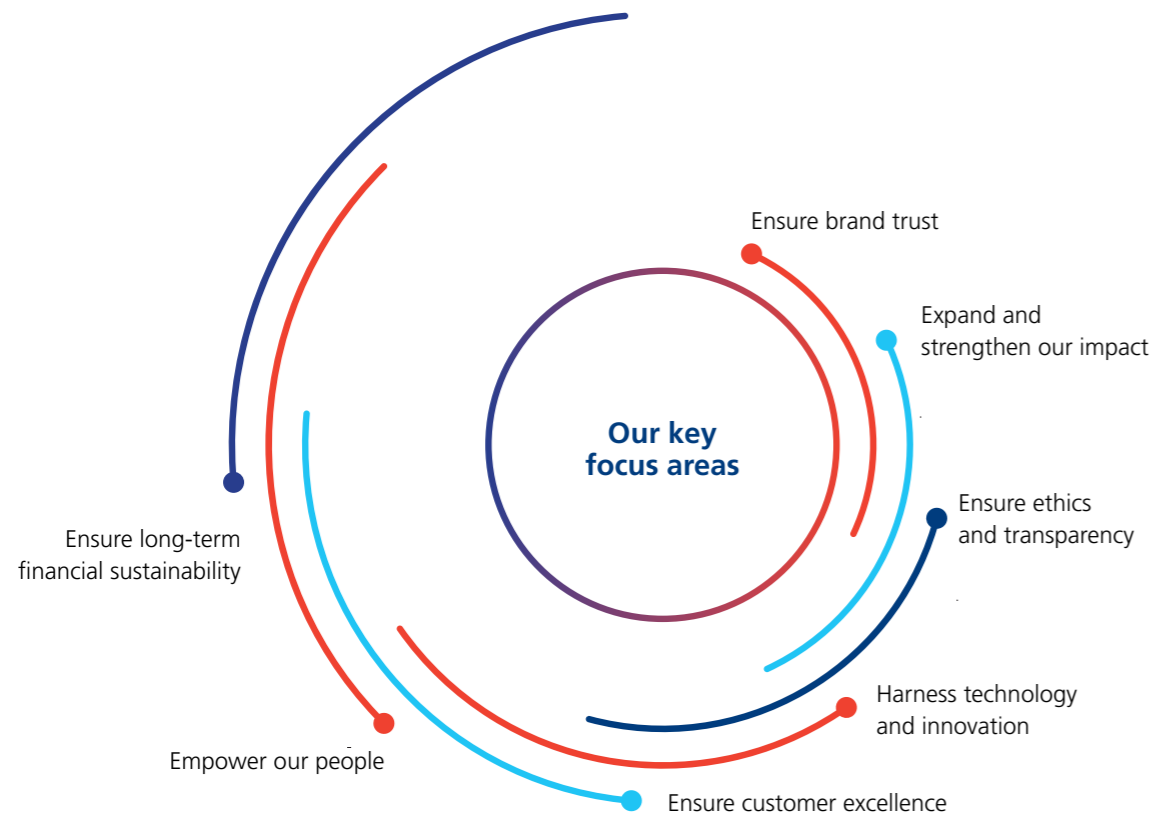 Ensure brand trust
Expand and
strengthen our impact
Our key
focus areas
Ensure ethics
and transparency
Ensure long-term
financial sustainability
Harness technology
and innovation
Empower our people
Ensure customer excellence